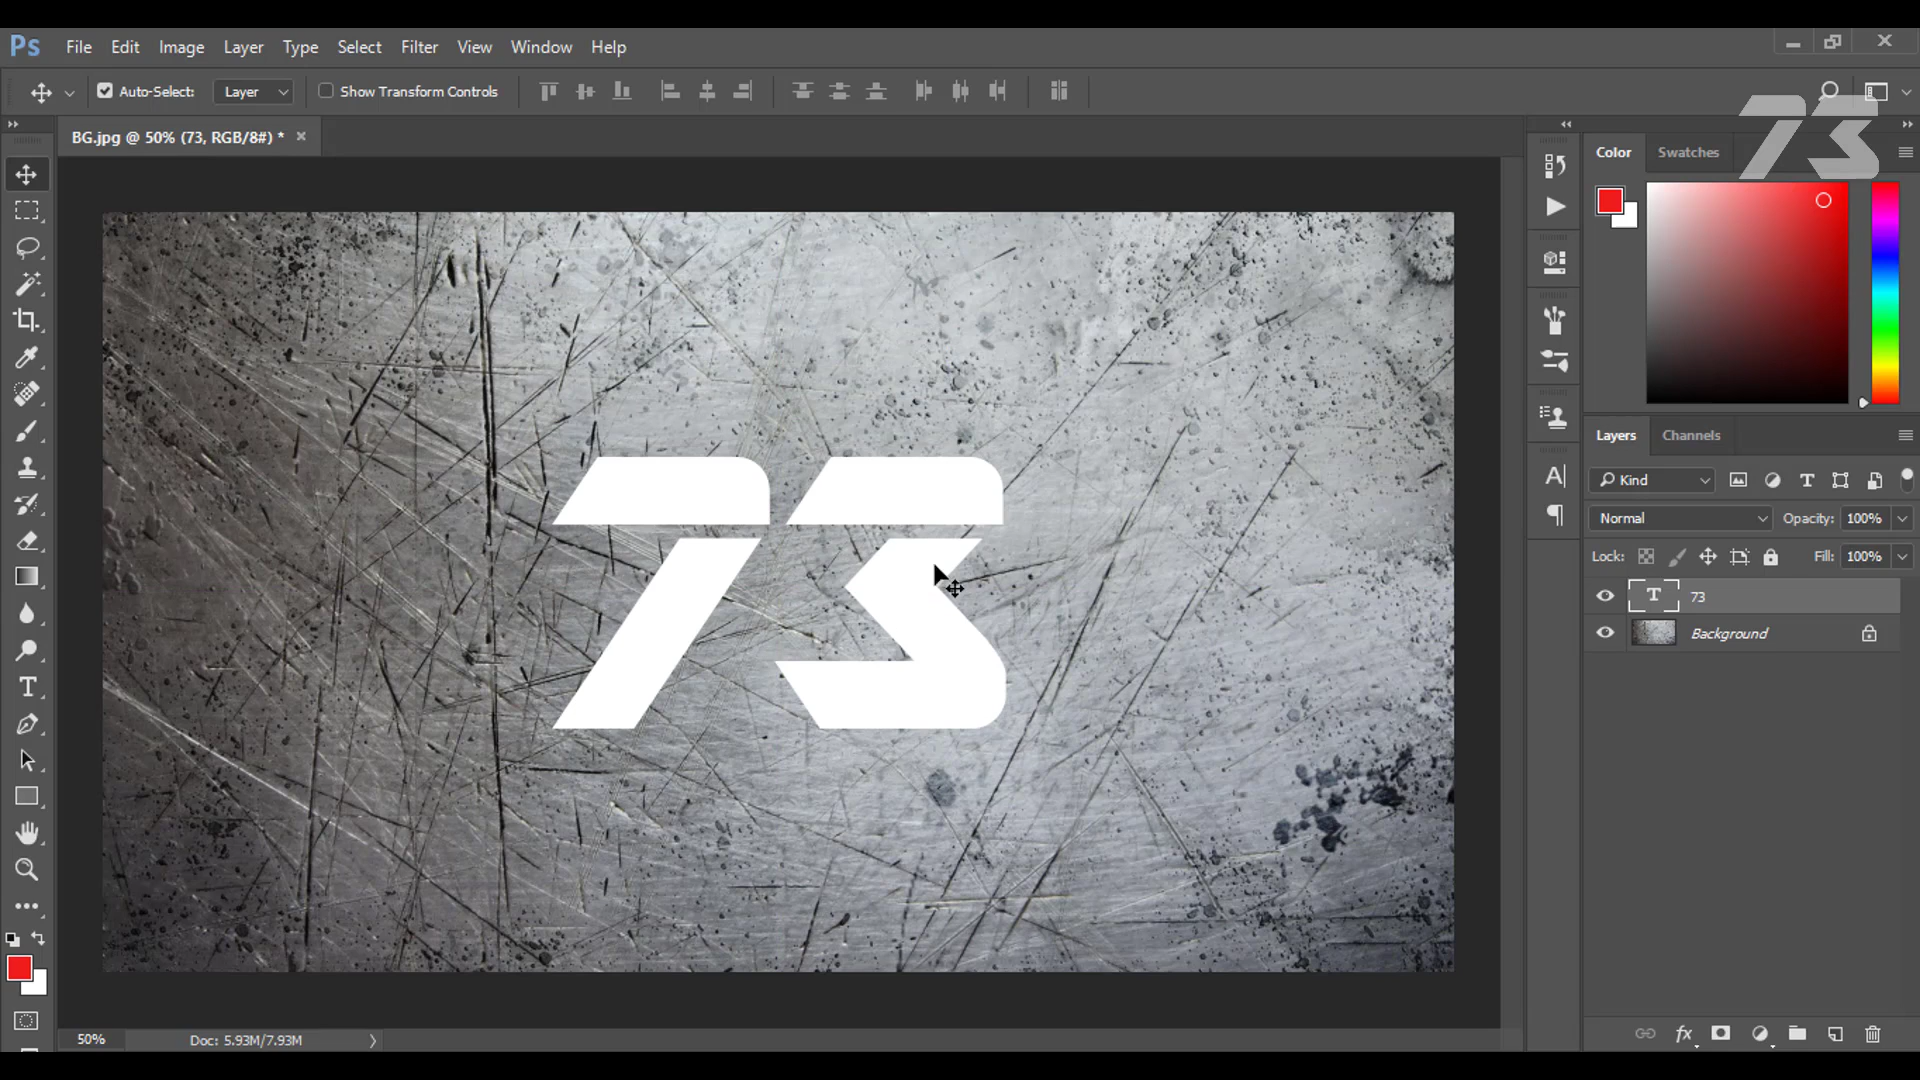 Ps File Edit Image Layer Type Select Filter View Window Help
Auto-Select: Layer Show Transform Controls
73
BG.jpg @ 50% (73, RGB/8#) * ×
Color Swatches
73
Layers Channels
Kind T
Normal Opacity: 100%
Lock: Fill: 100%
T 73
Background
A
¶
T
50% Doc: 5.93M/7.93M
fx